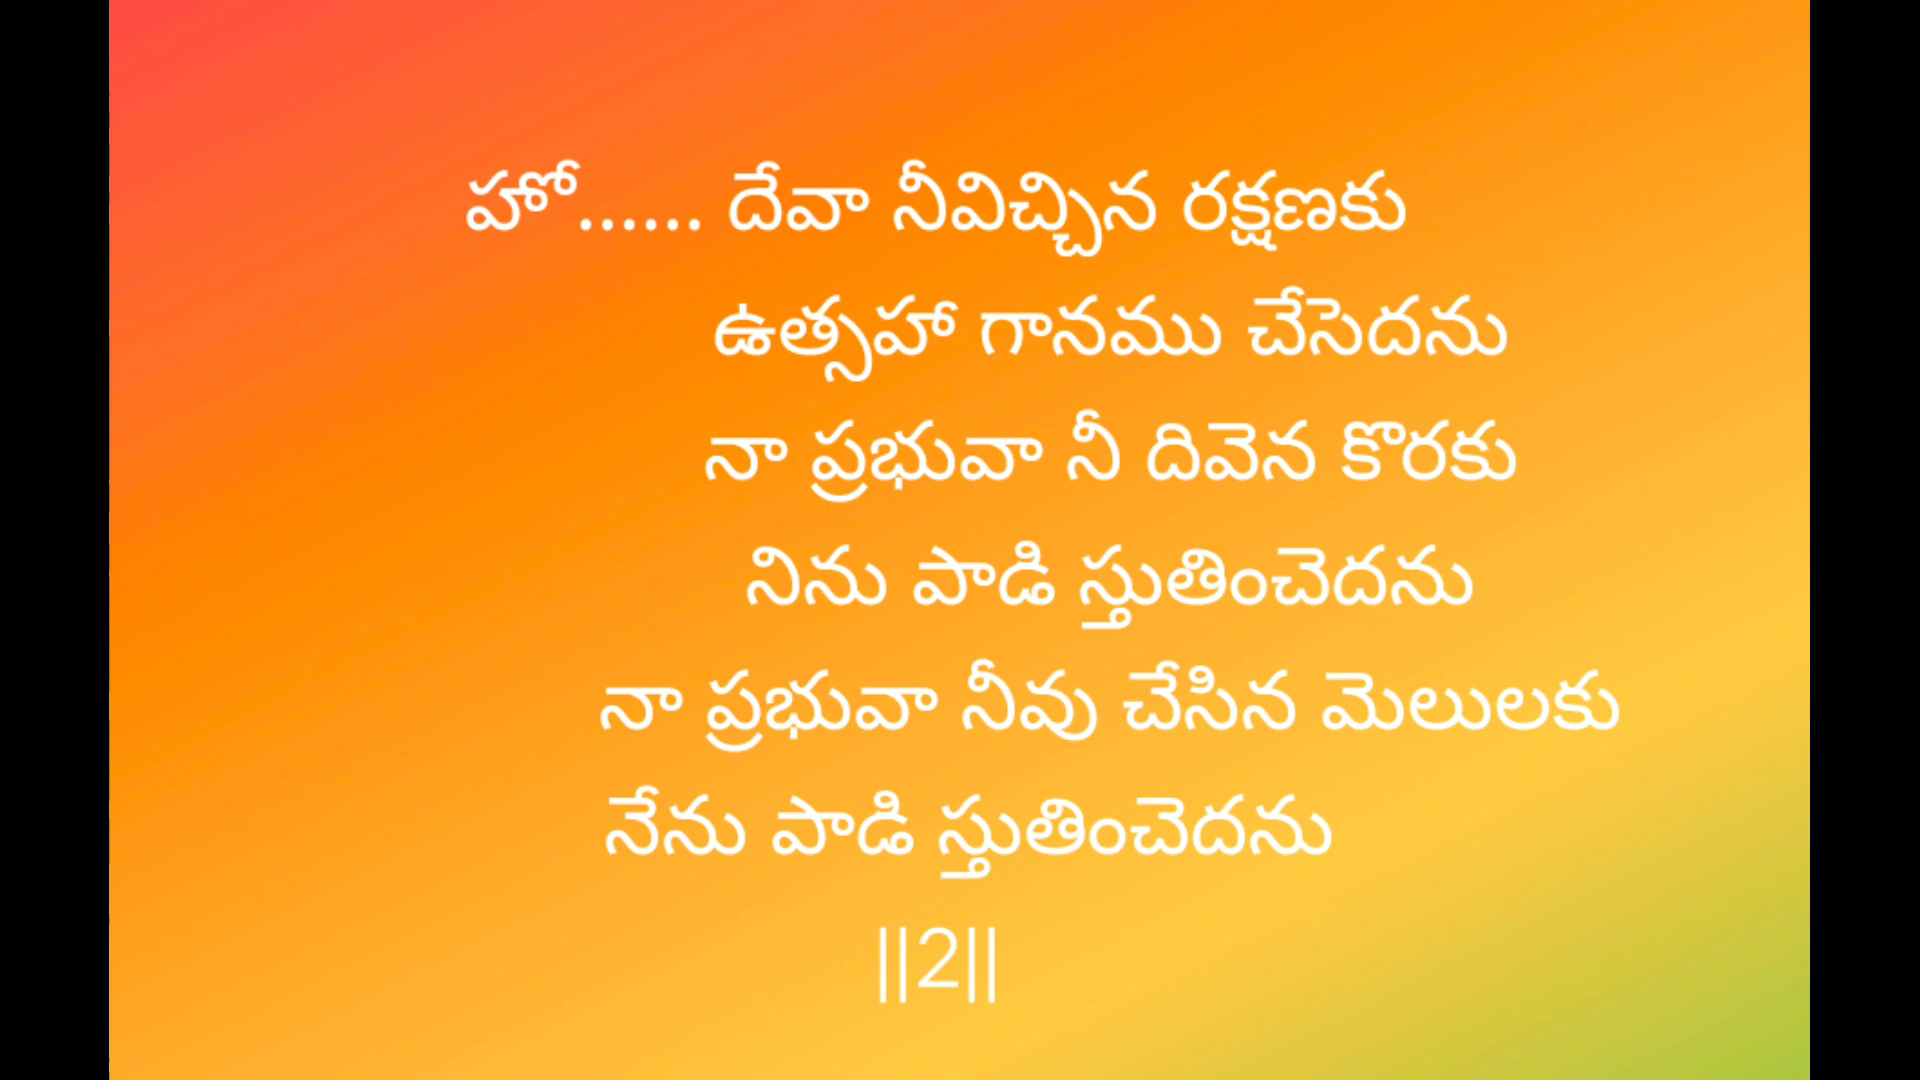 హో...... దేవా నీవిచ్చిన రక్షణకు
ఉత్సహా గానము చేసెదను
నా ప్రభువా నీ దివెన కొరకు
నిను పాడి స్తుతించెదను
నా ప్రభువా నీవు చేసిన మెలులకు
నేను పాడి స్తుతించెదను
||2||